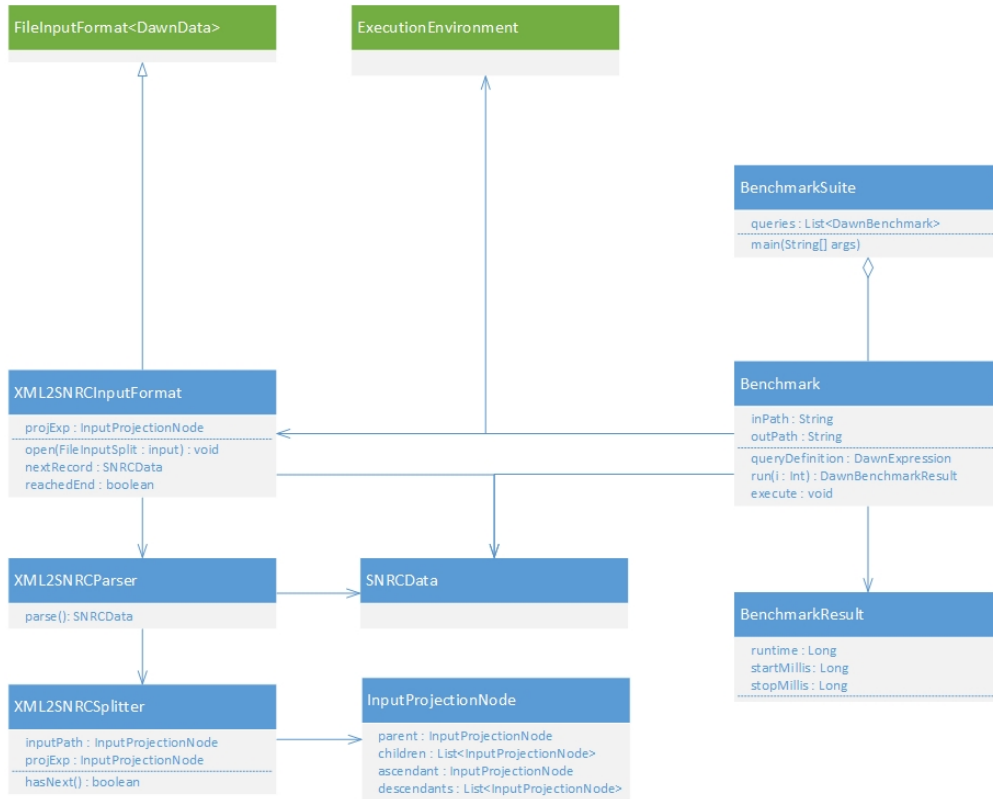 FileInputFormat<DawnData>
ExecutionEnvironment
BenchmarkSuite
queries : List<DawnBenchmark>
main(String[] args)
XML2SNRCInputFormat
projExp : InputProjectionNode
open(FileInputSplit : input) : void
nextRecord : SNRCData
reachedEnd : boolean
Benchmark
inPath : String
outPath : String
queryDefinition : DawnExpression
run(i : Int) : DawnBenchmarkResult
execute : void
XML2SNRCParser
parse(): SNRCData
SNRCData
BenchmarkResult
runtime : Long
startMillis : Long
stopMillis : Long
XML2SNRCSplitter
inputPath : InputProjectionNode
projExp : InputProjectionNode
hasNext() : boolean
InputProjectionNode
parent : InputProjectionNode
children : List<InputProjectionNode>
ascendant : InputProjectionNode
descendants : List<InputProjectionNode>